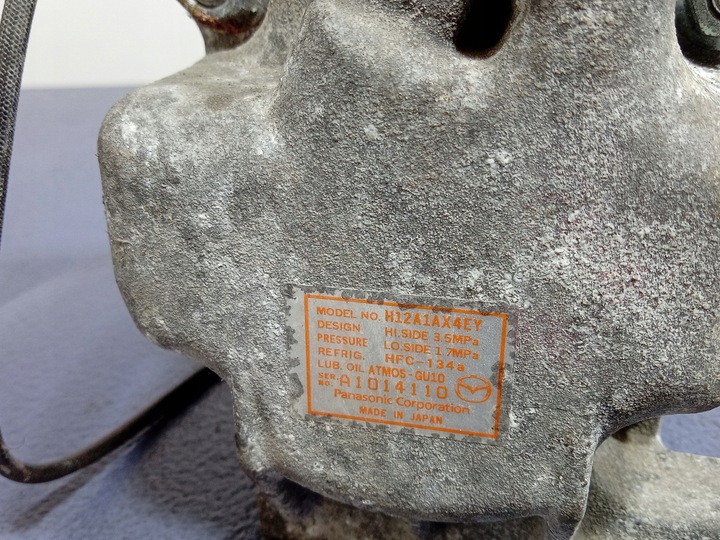 MODEL NO. H12A1AX4EY
DESIGN HI.SIDE 3.5MPa
PRESSURE LO.SIDE 1.7MPa
REFRIG. HFC-134a
LUB. OIL ATMOS-GU10
SER. NO. A1014110
Panasonic Corporation
MADE IN JAPAN